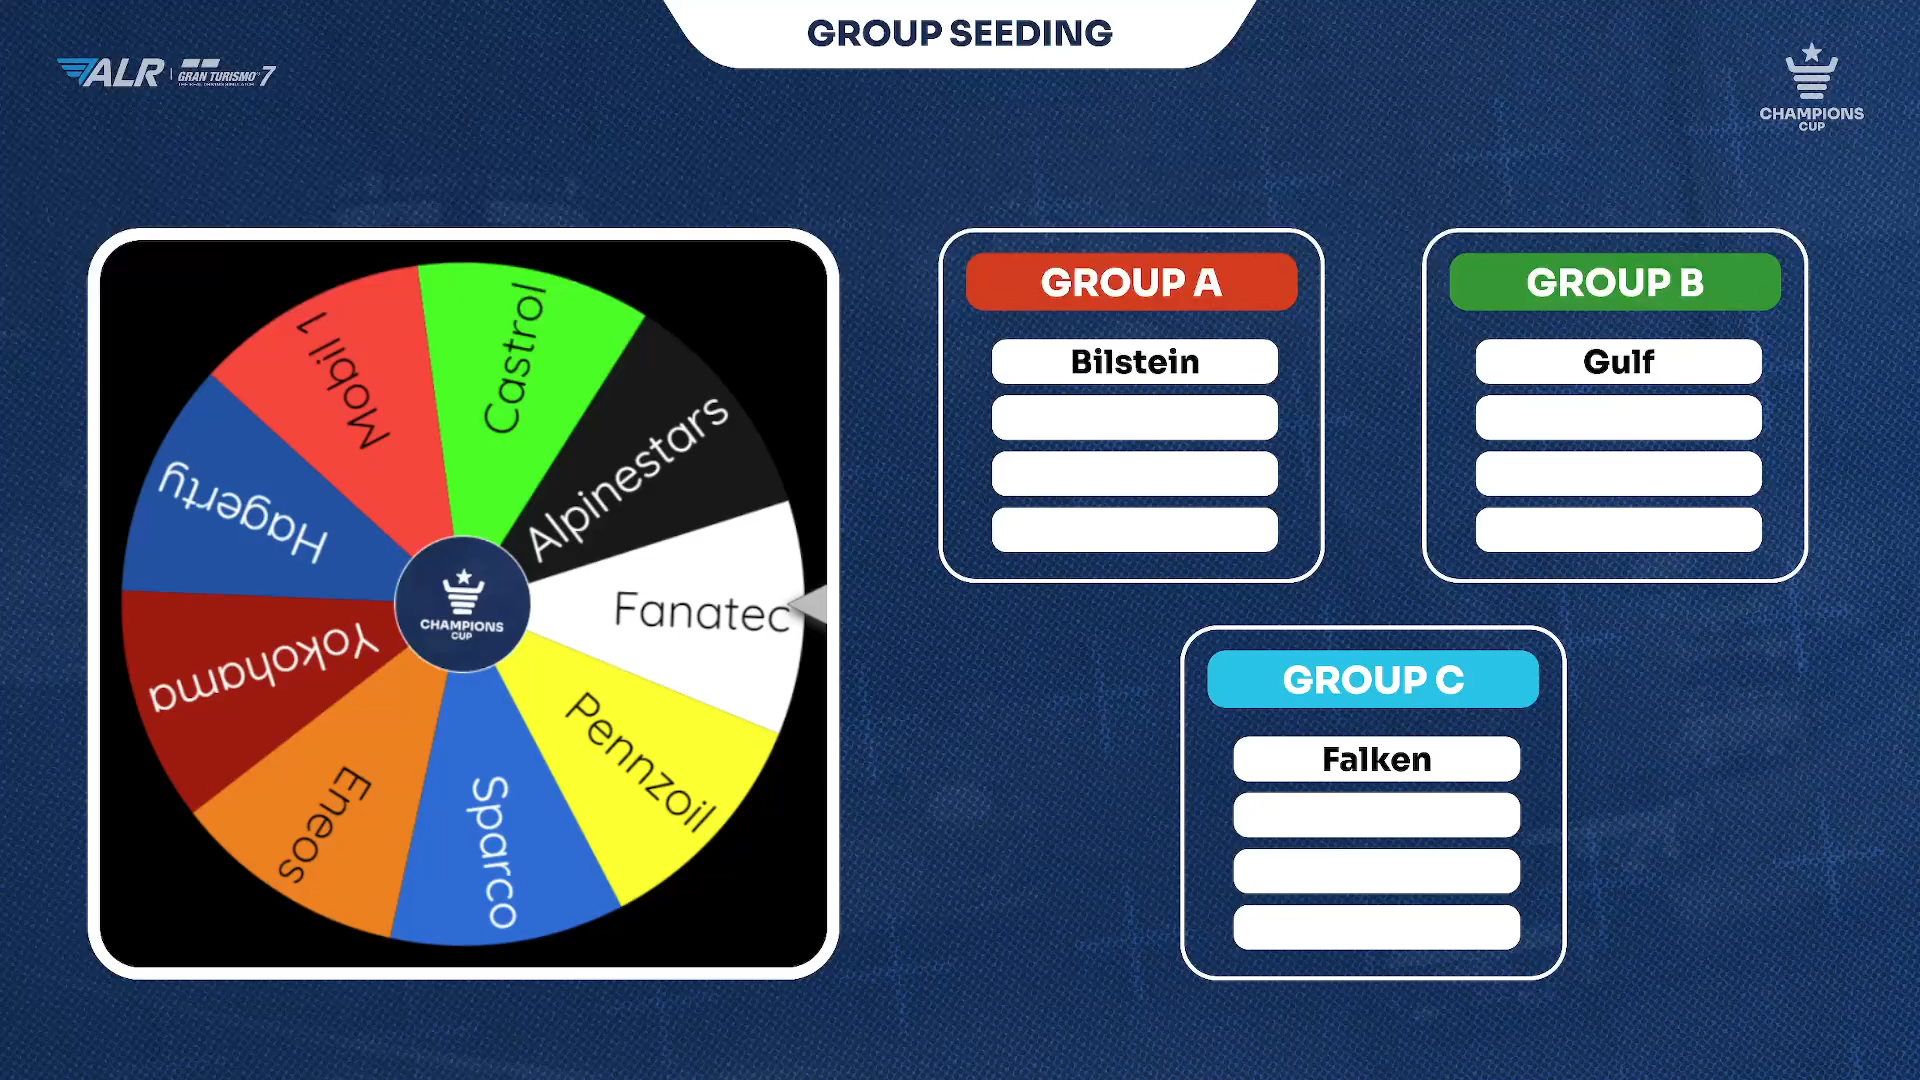 GROUP SEEDING
ALR
GRAN TURISMO 7
CHAMPIONS
CUP
Castrol
Alpinestars
Fanatec
Pennzoil
Sparco
Eneos
Yokohama
Hagerty
Mobil 1
CHAMPIONS
CUP
GROUP A
Bilstein
GROUP B
Gulf
GROUP C
Falken